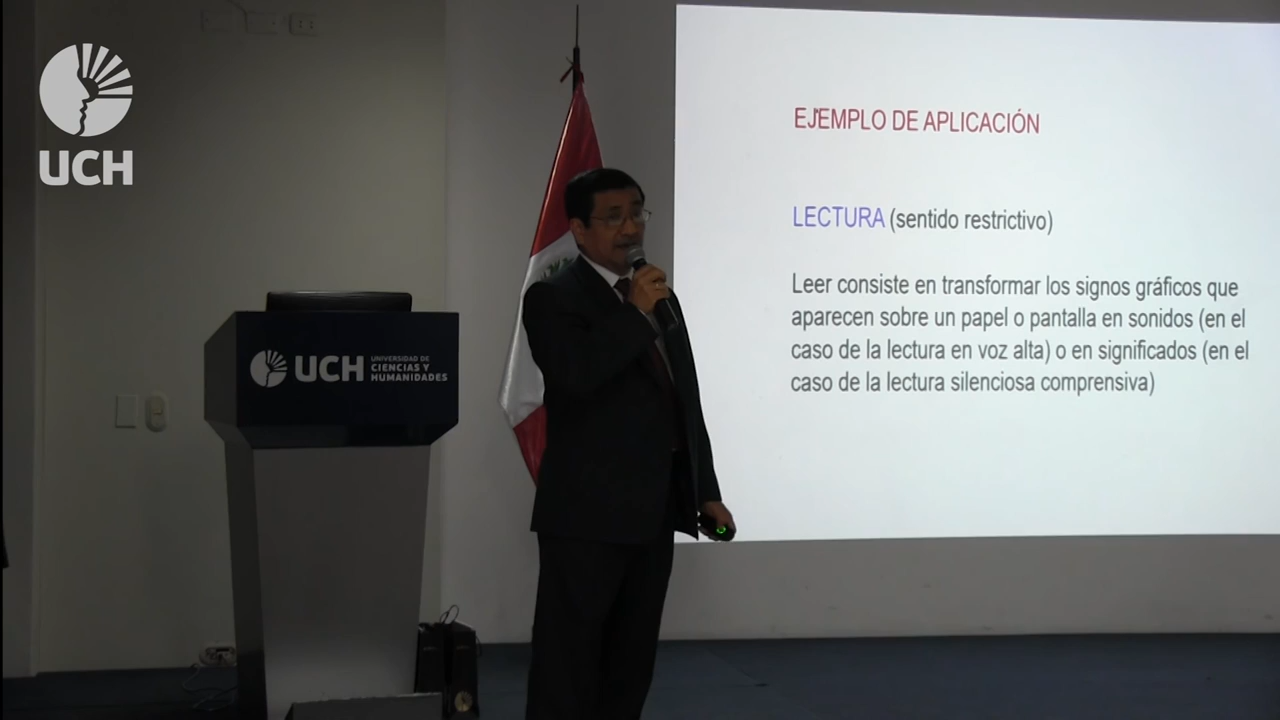 UCH
EJEMPLO DE APLICACIÓN
LECTURA (sentido restrictivo)
Leer consiste en transformar los signos gráficos que
aparecen sobre un papel o pantalla en sonidos (en el
caso de la lectura en voz alta) o en significados (en el
caso de la lectura silenciosa comprensiva)
UCH
UNIVERSIDAD DE
CIENCIAS Y
HUMANIDADES